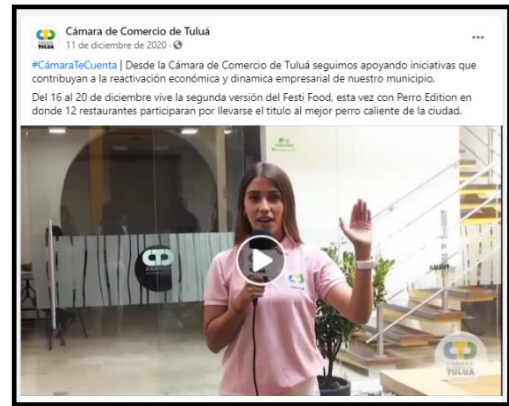 Cámara de Comercio de Tuluá
11 de diciembre de 2020 ·
#CámaraTeCuenta | Desde la Cámara de Comercio de Tuluá seguimos apoyando iniciativas que
contribuyan a la reactivación económica y dinamica empresarial de nuestro municipio.
Del 16 al 20 de diciembre vive la segunda versión del Festi Food, esta vez con Perro Edition en
donde 12 restaurantes participaran por llevarse el titulo al mejor perro caliente de la ciudad.
TULUÁ